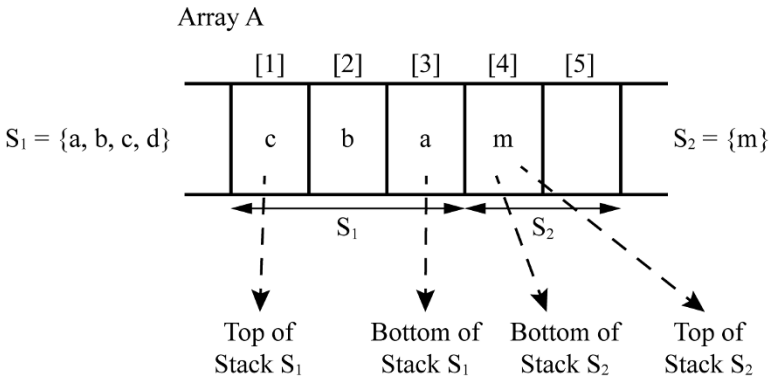 Array A
[1] [2] [3] [4] [5]
S₁ = {a, b, c, d} c b a m S₂ = {m}
S₁ S₂
Top of Bottom of Bottom of Top of
Stack S₁ Stack S₁ Stack S₂ Stack S₂